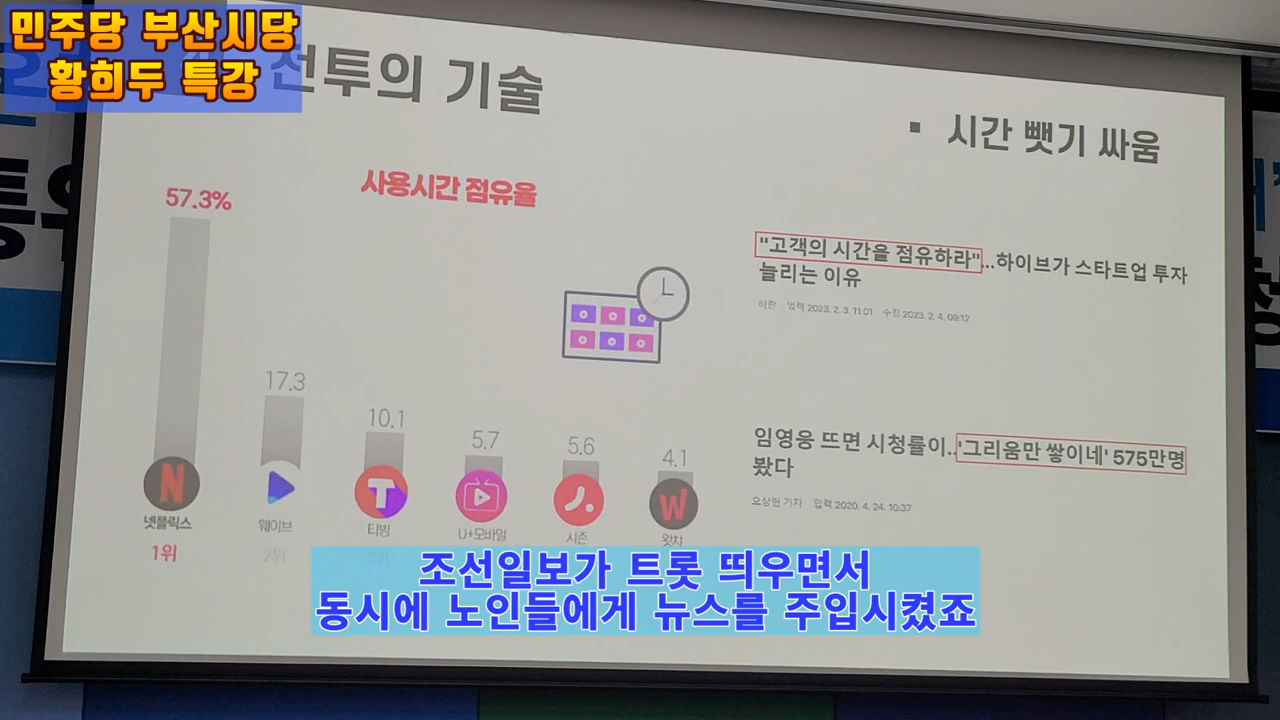 민주당 부산시당
황희두 특강
전투의 기술
▪ 시간 뺏기 싸움
사용시간 점유율
57.3%
17.3
10.1
5.7
5.6
4.1
N
T
W
넷플릭스
웨이브
티빙
U+모바일
시즌
왓챠
1위
2위
"고객의 시간을 점유하라"...하이브가 스타트업 투자
늘리는 이유
입력 2023. 2. 3. 11:01 수정 2023. 2. 4. 09:12
임영웅 뜨면 시청률이..'그리움만 쌓이네' 575만명
봤다
오상헌 기자 입력 2020. 4. 24. 10:37
조선일보가 트롯 띄우면서
동시에 노인들에게 뉴스를 주입시켰죠